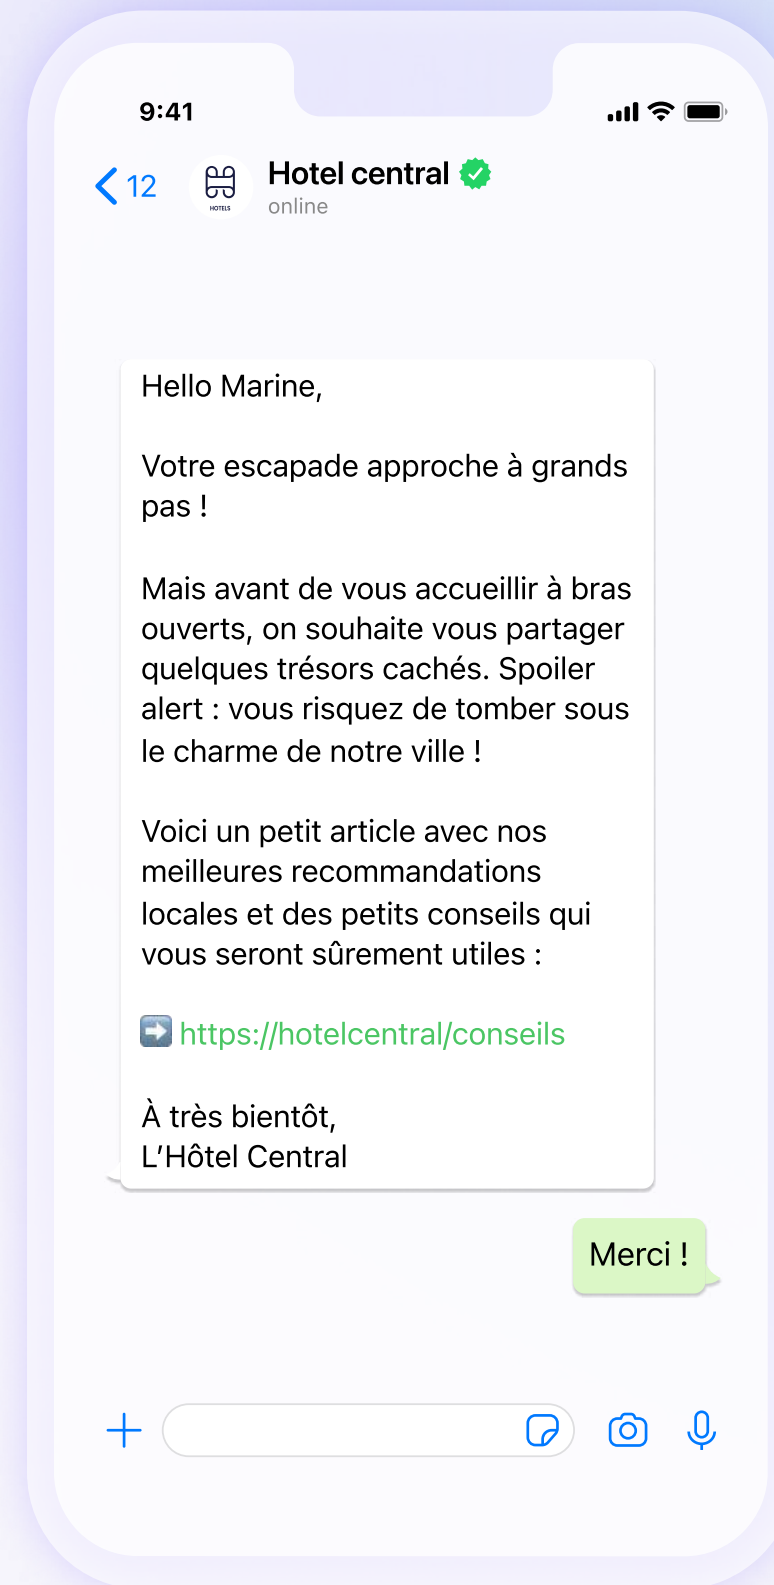 9:41
12
HOTELS
Hotel central
online
Hello Marine,
Votre escapade approche à grands
pas !
Mais avant de vous accueillir à bras
ouverts, on souhaite vous partager
quelques trésors cachés. Spoiler
alert : vous risquez de tomber sous
le charme de notre ville !
Voici un petit article avec nos
meilleures recommandations
locales et des petits conseils qui
vous seront sûrement utiles :
➡️ https://hotelcentral/conseils
À très bientôt,
L’Hôtel Central
Merci !